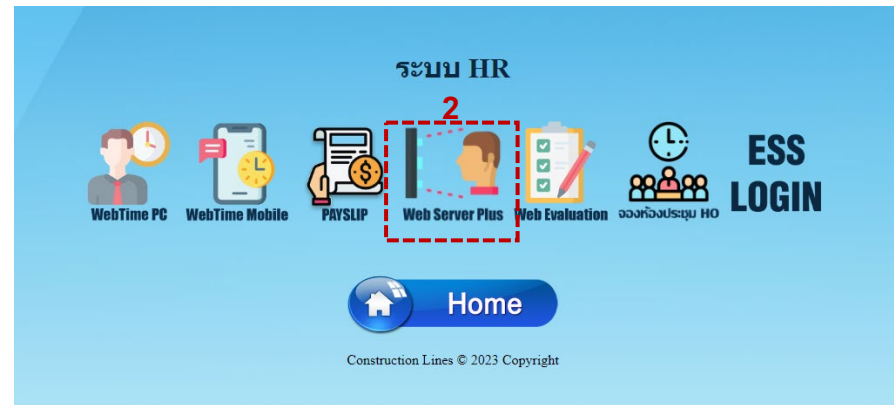 ระบบ HR
2
WebTime PC
WebTime Mobile
PAYSLIP
Web Server Plus
Web Evaluation
จองห้องประชุม HO
ESS
LOGIN
Home
Construction Lines © 2023 Copyright